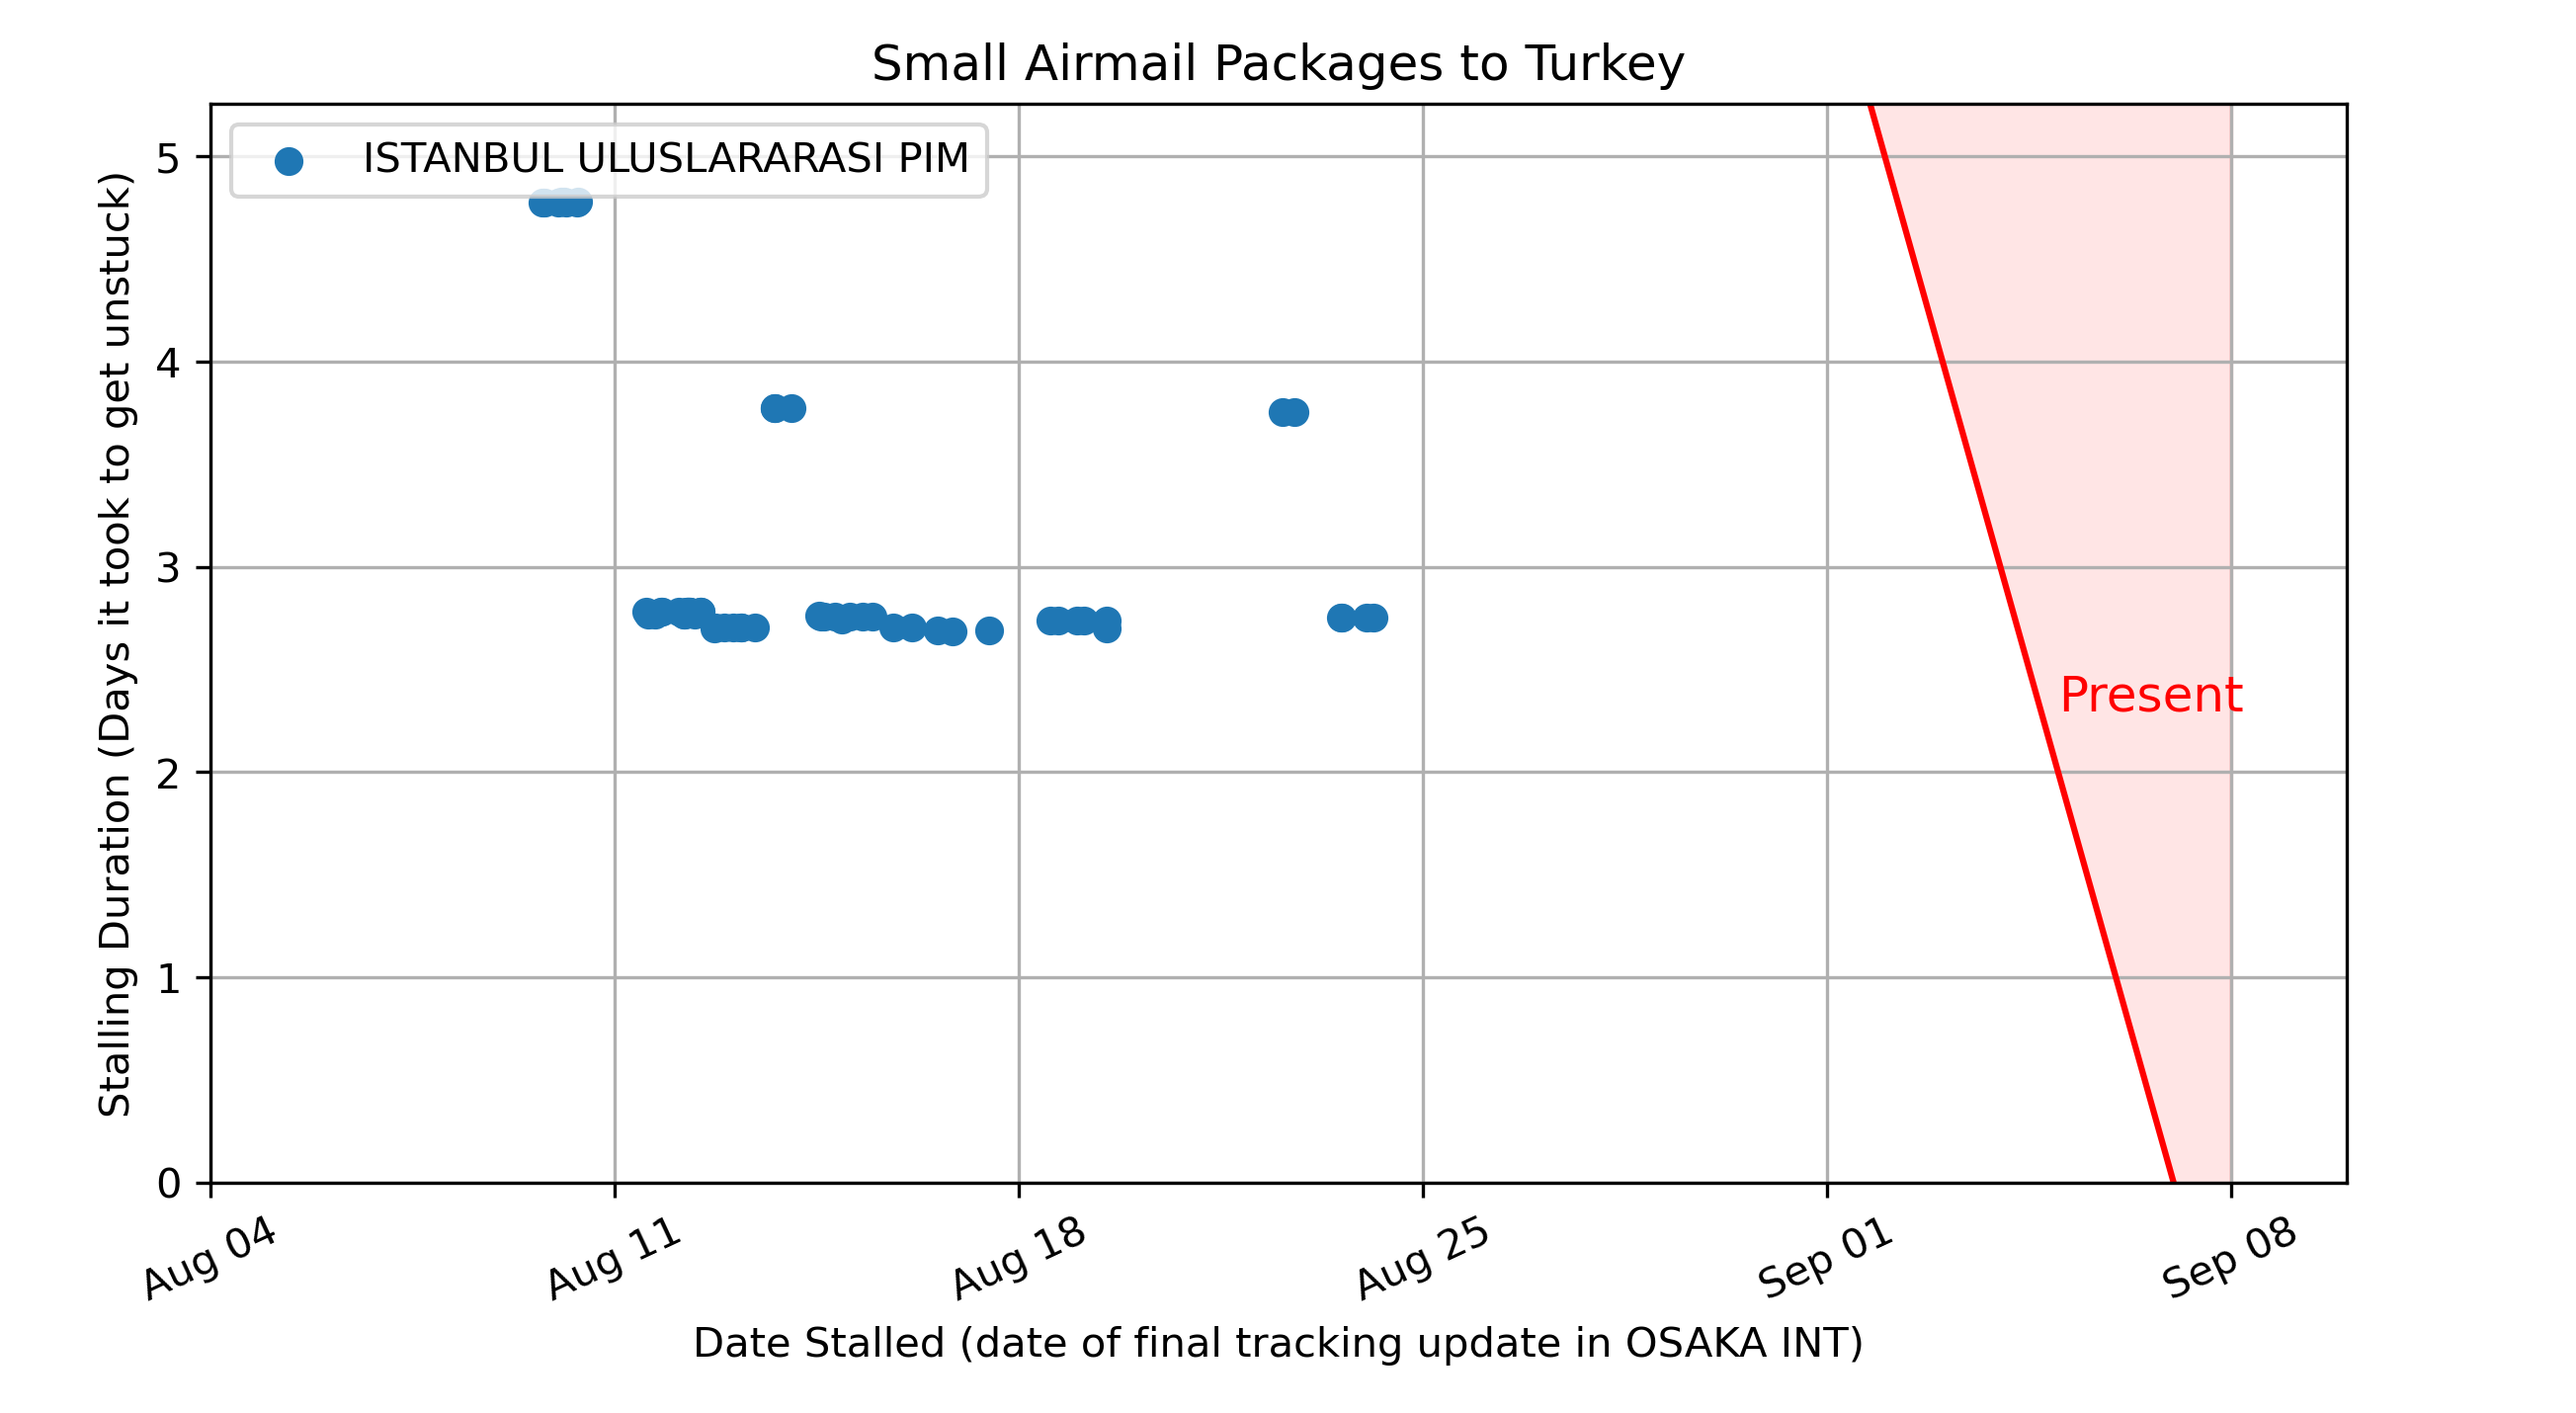 Small Airmail Packages to Turkey
ISTANBUL ULUSLARARASI PIM
Stalling Duration (Days it took to get unstuck)
5
4
3
2
1
0
Present
Aug 04
Aug 11
Aug 18
Aug 25
Sep 01
Sep 08
Date Stalled (date of final tracking update in OSAKA INT)